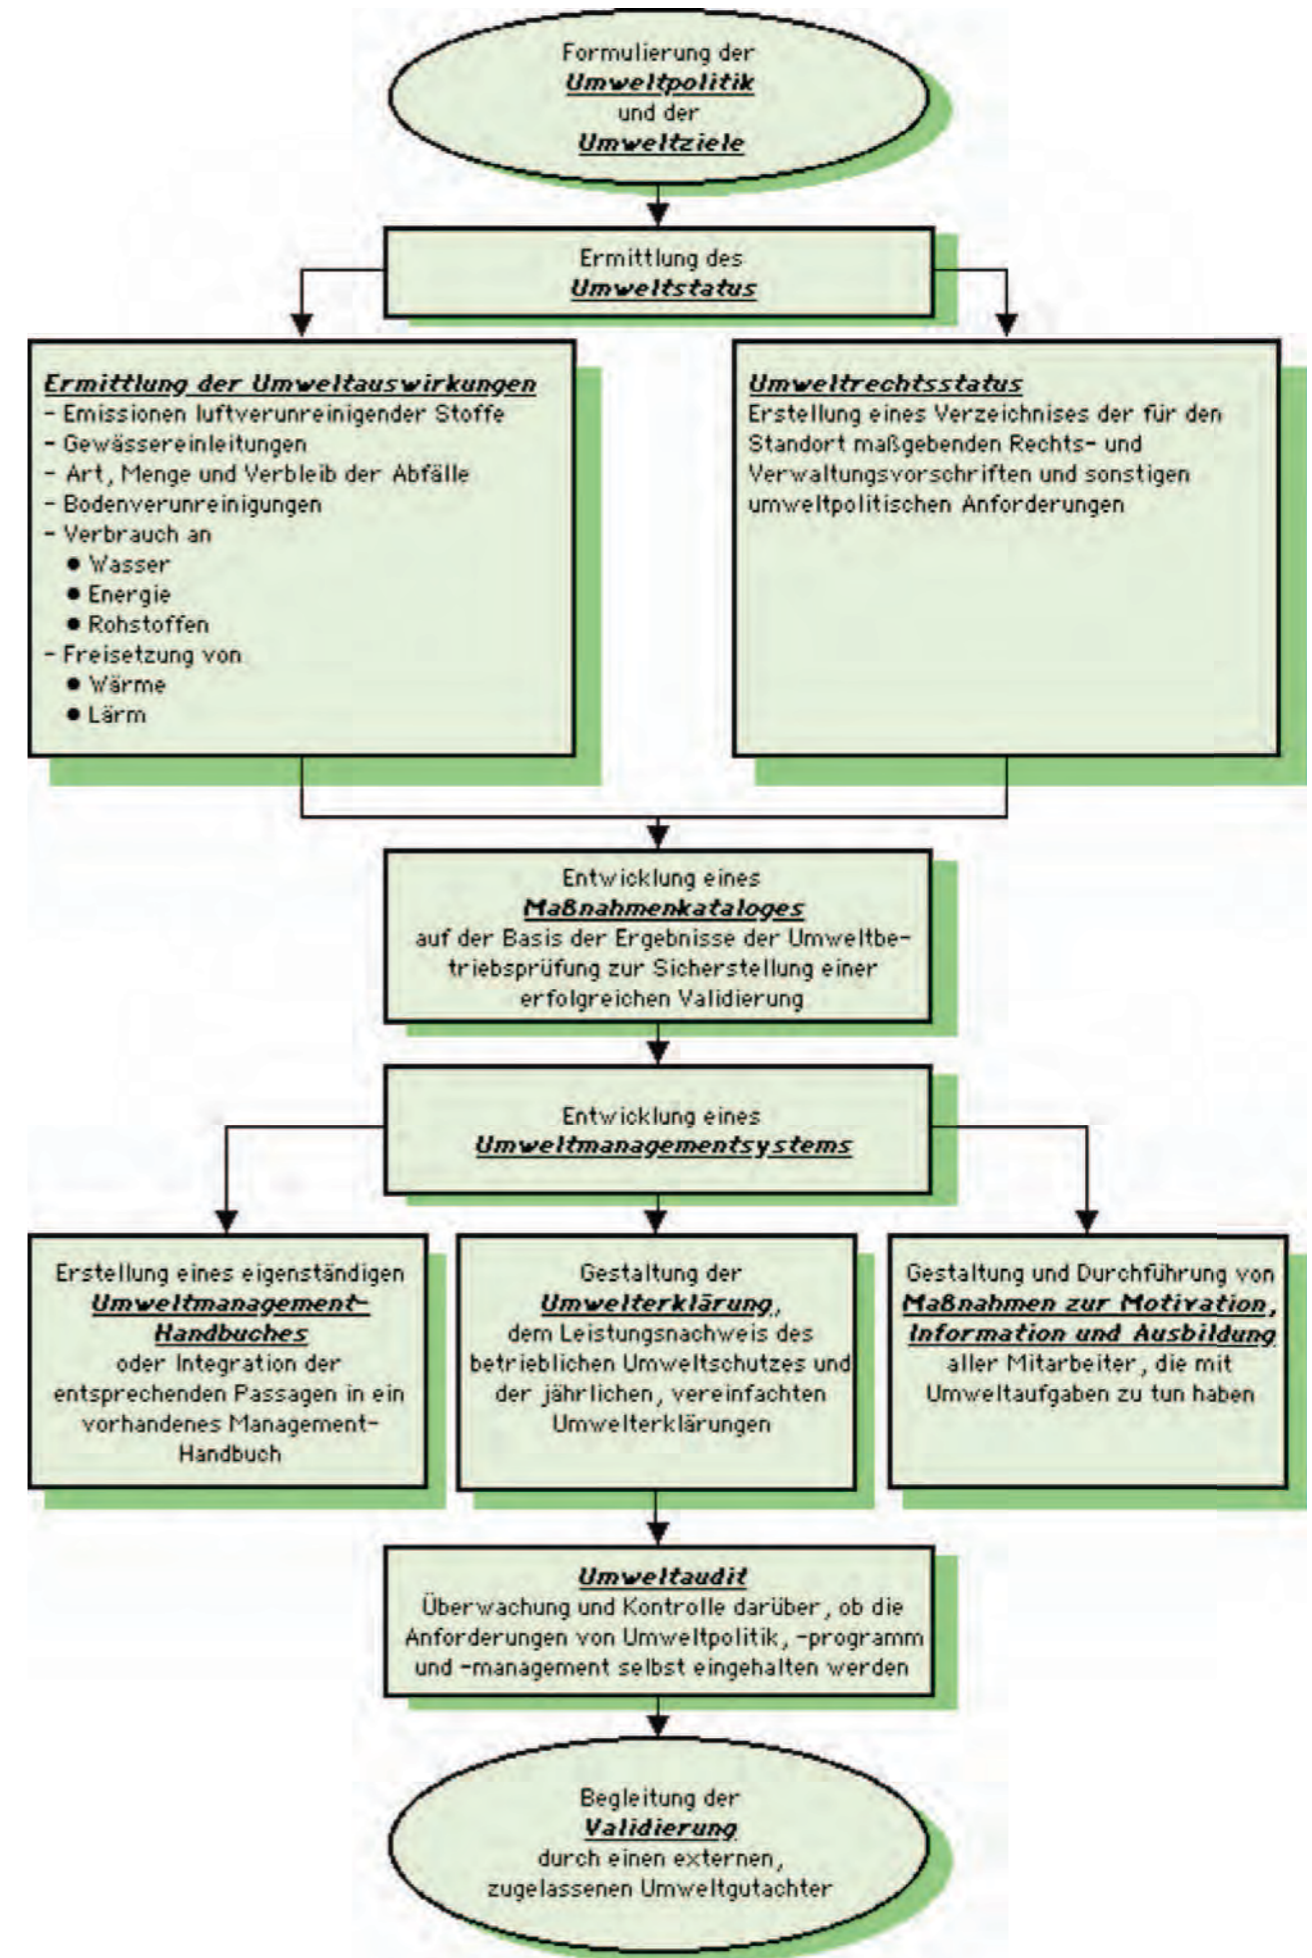 Formulierung der
Umweltpolitik
und der
Umweltziele
Ermittlung des
Umweltstatus
Ermittlung der Umweltauswirkungen
- Emissionen luftverunreinigender Stoffe
- Gewässereinleitungen
- Art, Menge und Verbleib der Abfälle
- Bodenverunreinigungen
- Verbrauch an
● Wasser
● Energie
● Rohstoffen
- Freisetzung von
● Wärme
● Lärm
Umweltrechtsstatus
Erstellung eines Verzeichnises der für den
Standort maßgebenden Rechts- und
Verwaltungsvorschriften und sonstigen
umweltpolitischen Anforderungen
Entwicklung eines
Maßnahmenkataloges
auf der Basis der Ergebnisse der Umweltbe-
triebsprüfung zur Sicherstellung einer
erfolgreichen Validierung
Entwicklung eines
Umweltmanagementsystems
Erstellung eines eigenständigen
Umweltmanagement-
Handbuches
oder Integration der
entsprechenden Passagen in ein
vorhandenes Management-
Handbuch
Gestaltung der
Umwelterklärung,
dem Leistungsnachweis des
betrieblichen Umweltschutzes und
der jährlichen, vereinfachten
Umwelterklärungen
Gestaltung und Durchführung von
Maßnahmen zur Motivation,
Information und Ausbildung
aller Mitarbeiter, die mit
Umweltaufgaben zu tun haben
Umweltaudit
Überwachung und Kontrolle darüber, ob die
Anforderungen von Umweltpolitik, -programm
und -management selbst eingehalten werden
Begleitung der
Validierung
durch einen externen,
zugelassenen Umweltgutachter